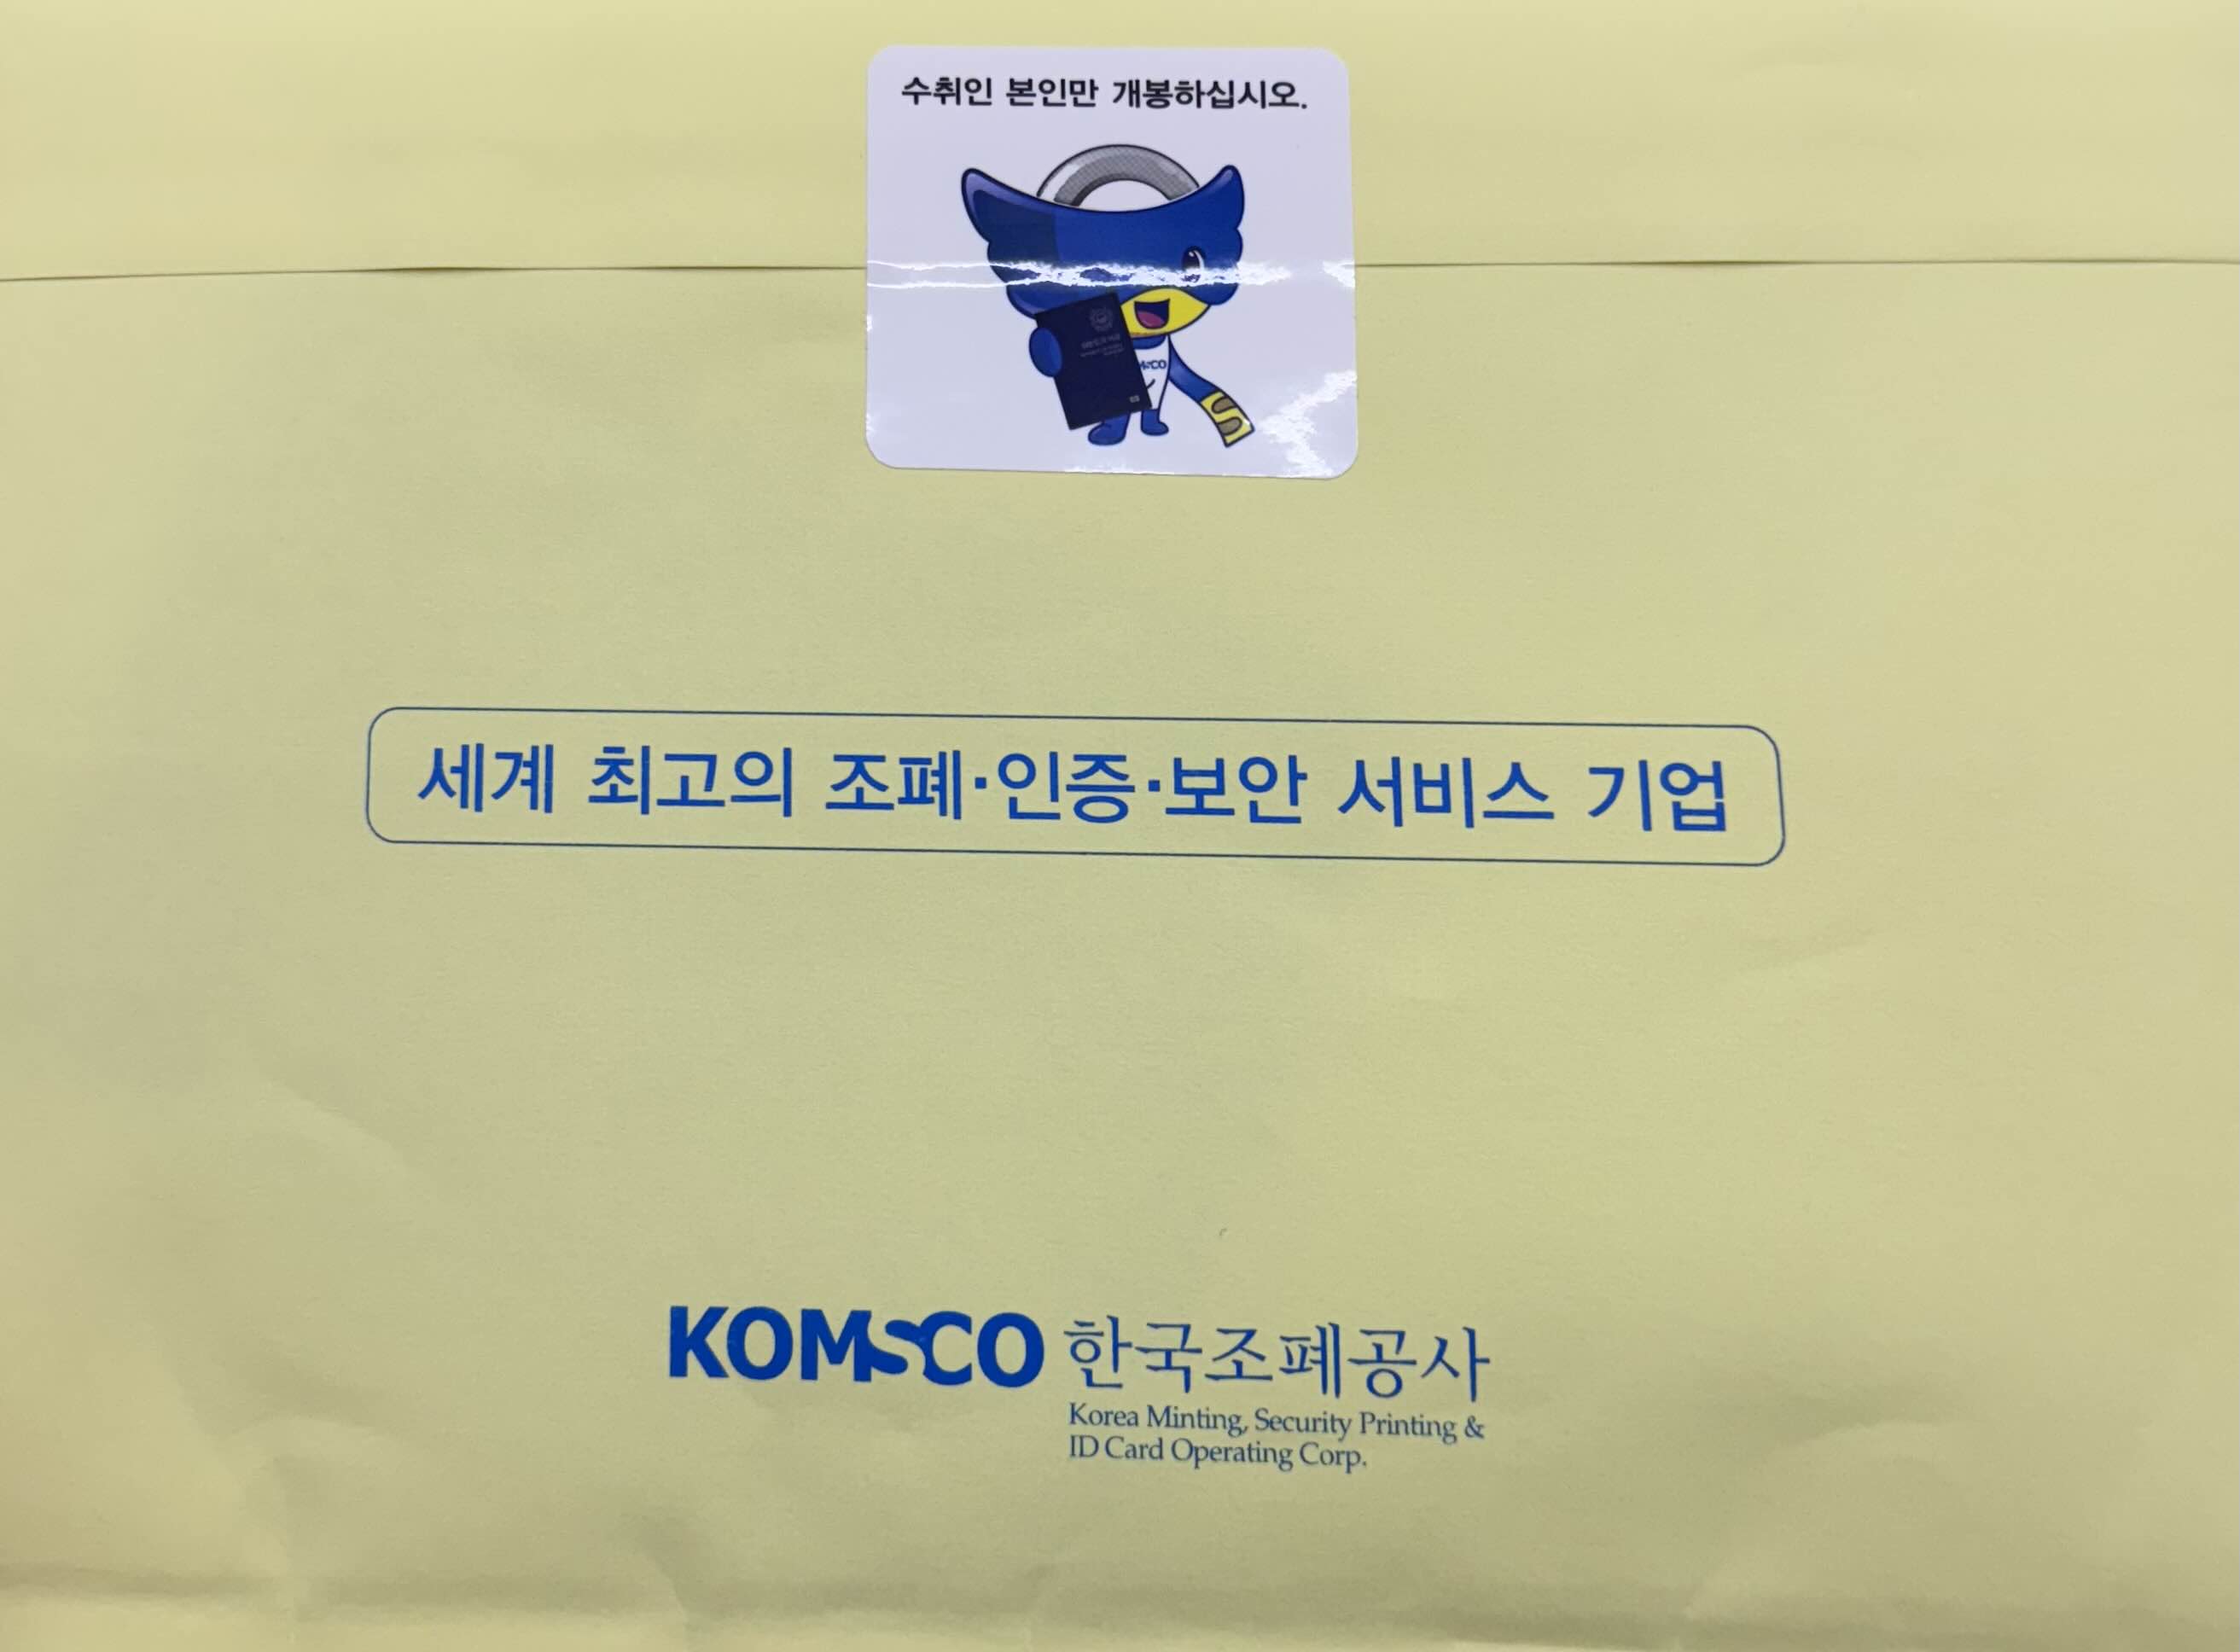 수취인 본인만 개봉하십시오.
KOMSCO
S
세계 최고의 조폐·인증·보안 서비스 기업
KOMSCO 한국조폐공사
Korea Minting, Security Printing &
ID Card Operating Corp.